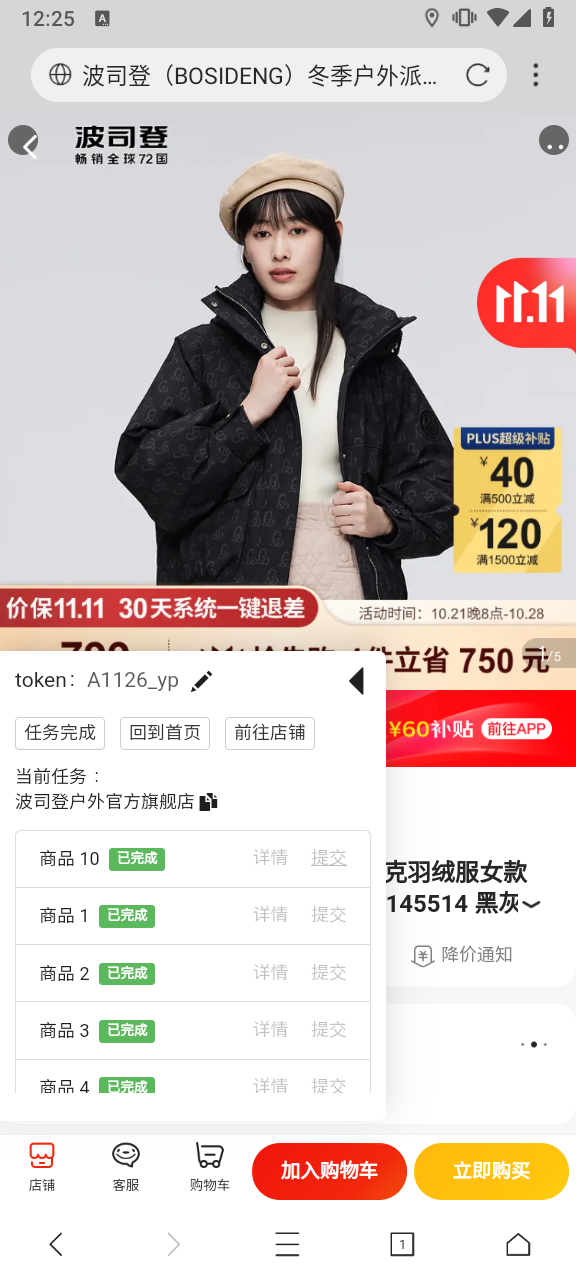 12:25
A
波司登（BOSIDENG）冬季户外派...
波司登
畅销全球72国
11.11
PLUS超级补贴
¥40
满500立减
¥120
满1500立减
价保11.11 30天系统一键退差
活动时间：10.21晚8点-10.28
件立省 750 元
1/5
token： A1126_yp
¥60补贴 前往APP
任务完成 回到首页 前往店铺
当前任务：
波司登户外官方旗舰店
商品 10 已完成 详情 提交
克羽绒服女款
145514 黑灰
商品 1 已完成 详情 提交
降价通知
商品 2 已完成 详情 提交
商品 3 已完成 详情 提交
商品 4 已完成 详情 提交
店铺 客服 购物车 加入购物车 立即购买
1